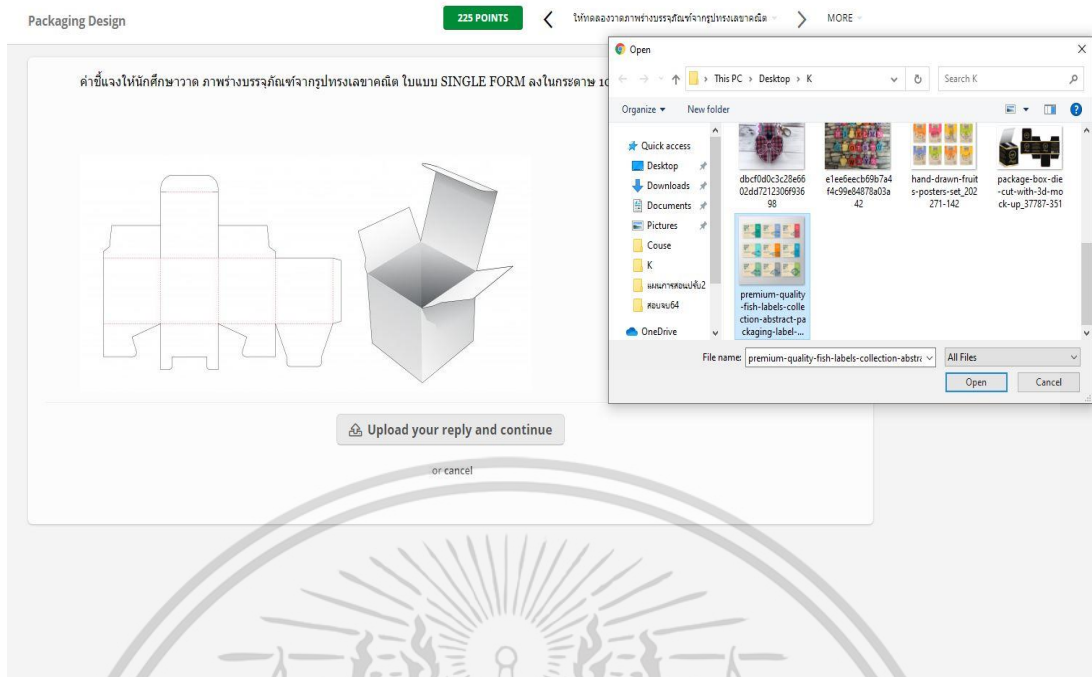 Packaging Design
225 POINTS
ให้ทดลองวาดภาพร่างบรรจุภัณฑ์จากรูปทรงเลขาคณิต
MORE
คำชี้แจงให้นักศึกษาวาด ภาพร่างบรรจุภัณฑ์จากรูปทรงเลขาคณิต ในแบบ SINGLE FORM ลงในกระดาษ
Upload your reply and continue
or cancel
Open
This PC > Desktop > K
Search K
Organize
New folder
Quick access
Desktop
Downloads
Documents
Pictures
Couse
K
แผนการสอนปรับ2
สอบจบ64
OneDrive
dbcf0d0c3c28e66
02dd7212306f936
98
e1ee6eecb69b7a4
f4c99e84878a03a
42
hand-drawn-fruit
s-posters-set_202
271-142
package-box-die
-cut-with-3d-mo
ck-up_37787-351
premium-quality
-fish-labels-colle
ction-abstract-pa
ckaging-label-...
File name: premium-quality-fish-labels-collection-abstra
All Files
Open
Cancel